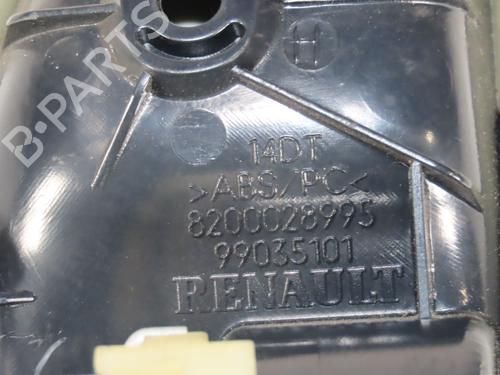 H
B-PARTS
14DT
>ABS/PC<
8200028995
99035101
RENAULT